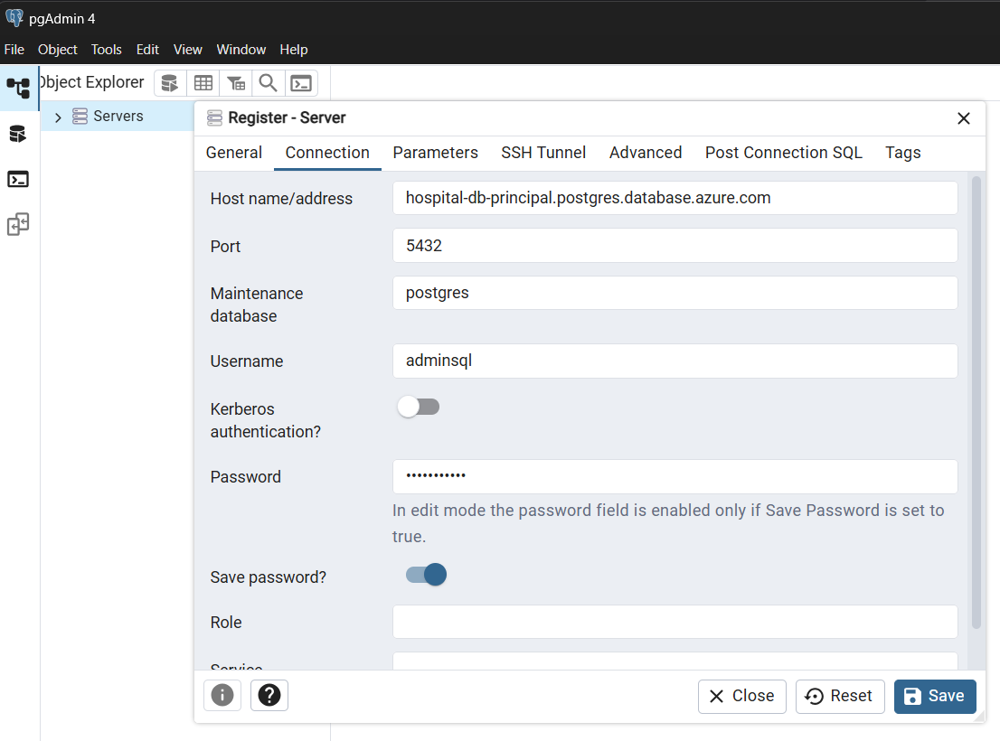 pgAdmin 4
File Object Tools Edit View Window Help
Object Explorer
Servers
Register - Server
General Connection Parameters SSH Tunnel Advanced Post Connection SQL Tags
Host name/address hospital-db-principal.postgres.database.azure.com
Port 5432
Maintenance
database
postgres
Username adminsql
Kerberos
authentication?
Password •••••••••••
In edit mode the password field is enabled only if Save Password is set to
true.
Save password?
Role
Service
Close Reset Save